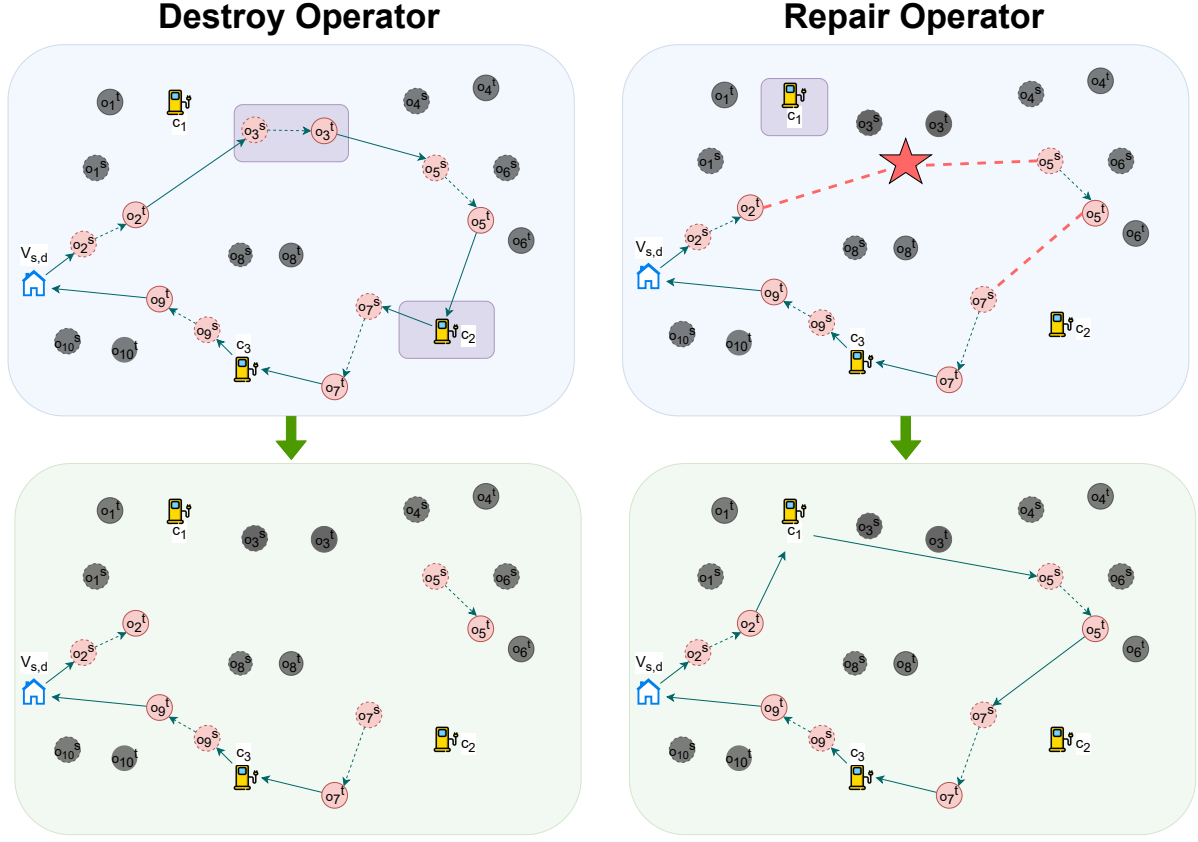 Destroy Operator
Repair Operator
o1t
c1
o3s
o3t
o4s
o4t
o1s
o5s
o6s
o2t
o5t
o6t
o2s
Vs,d
o8s
o8t
o9t
o7s
o9s
c2
c3
o10s
o10t
o7t
o1t
c1
o3s
o3t
o4s
o4t
o1s
o5s
o6s
o2t
o5t
o6t
o2s
Vs,d
o8s
o8t
o9t
o7s
o9s
c2
c3
o10s
o10t
o7t
o1t
c1
o3s
o3t
o4s
o4t
o1s
o5s
o6s
o2t
o5t
o6t
o2s
Vs,d
o8s
o8t
o9t
o7s
o9s
c2
c3
o10s
o10t
o7t
o1t
c1
o3s
o3t
o4s
o4t
o1s
o5s
o6s
o2t
o5t
o6t
o2s
Vs,d
o8s
o8t
o9t
o7s
o9s
c2
c3
o10s
o10t
o7t